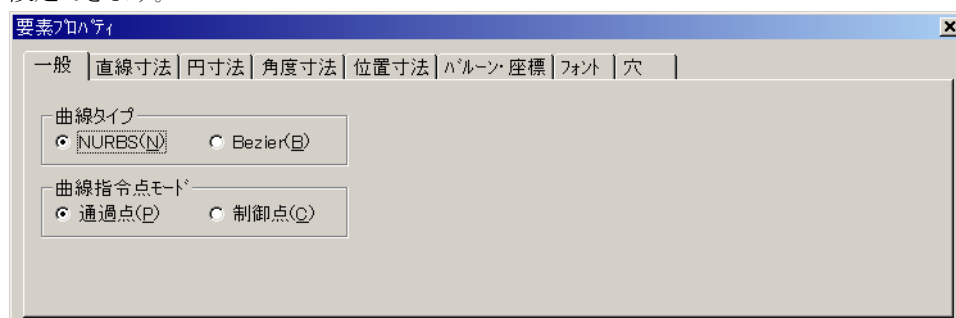 要素ﾌﾟﾛﾊﾟﾃｨ
一般 直線寸法 円寸法 角度寸法 位置寸法 ﾊﾞﾙｰﾝ・座標 ﾌｫﾝﾄ 穴
曲線ﾀｲﾌﾟ
NURBS(N) Bezier(B)
曲線指令点ﾓｰﾄﾞ
通過点(P) 制御点(C)